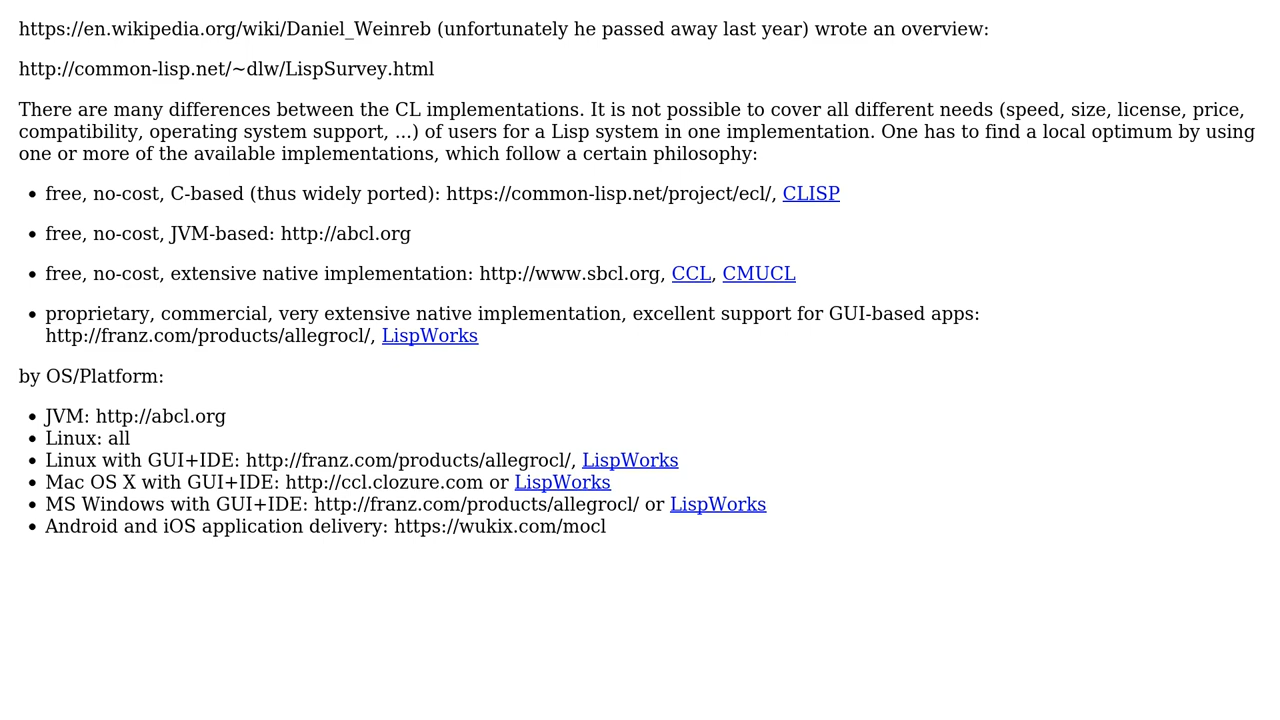 https://en.wikipedia.org/wiki/Daniel_Weinreb (unfortunately he passed away last year) wrote an overview:
http://common-lisp.net/~dlw/LispSurvey.html
There are many differences between the CL implementations. It is not possible to cover all different needs (speed, size, license, price,
compatibility, operating system support, ...) of users for a Lisp system in one implementation. One has to find a local optimum by using
one or more of the available implementations, which follow a certain philosophy:
• free, no-cost, C-based (thus widely ported): https://common-lisp.net/project/ecl/, CLISP
• free, no-cost, JVM-based: http://abcl.org
• free, no-cost, extensive native implementation: http://www.sbcl.org, CCL, CMUCL
• proprietary, commercial, very extensive native implementation, excellent support for GUI-based apps:
http://franz.com/products/allegrocl/, LispWorks
by OS/Platform:
• JVM: http://abcl.org
• Linux: all
• Linux with GUI+IDE: http://franz.com/products/allegrocl/, LispWorks
• Mac OS X with GUI+IDE: http://ccl.clozure.com or LispWorks
• MS Windows with GUI+IDE: http://franz.com/products/allegrocl/ or LispWorks
• Android and iOS application delivery: https://wukix.com/mocl